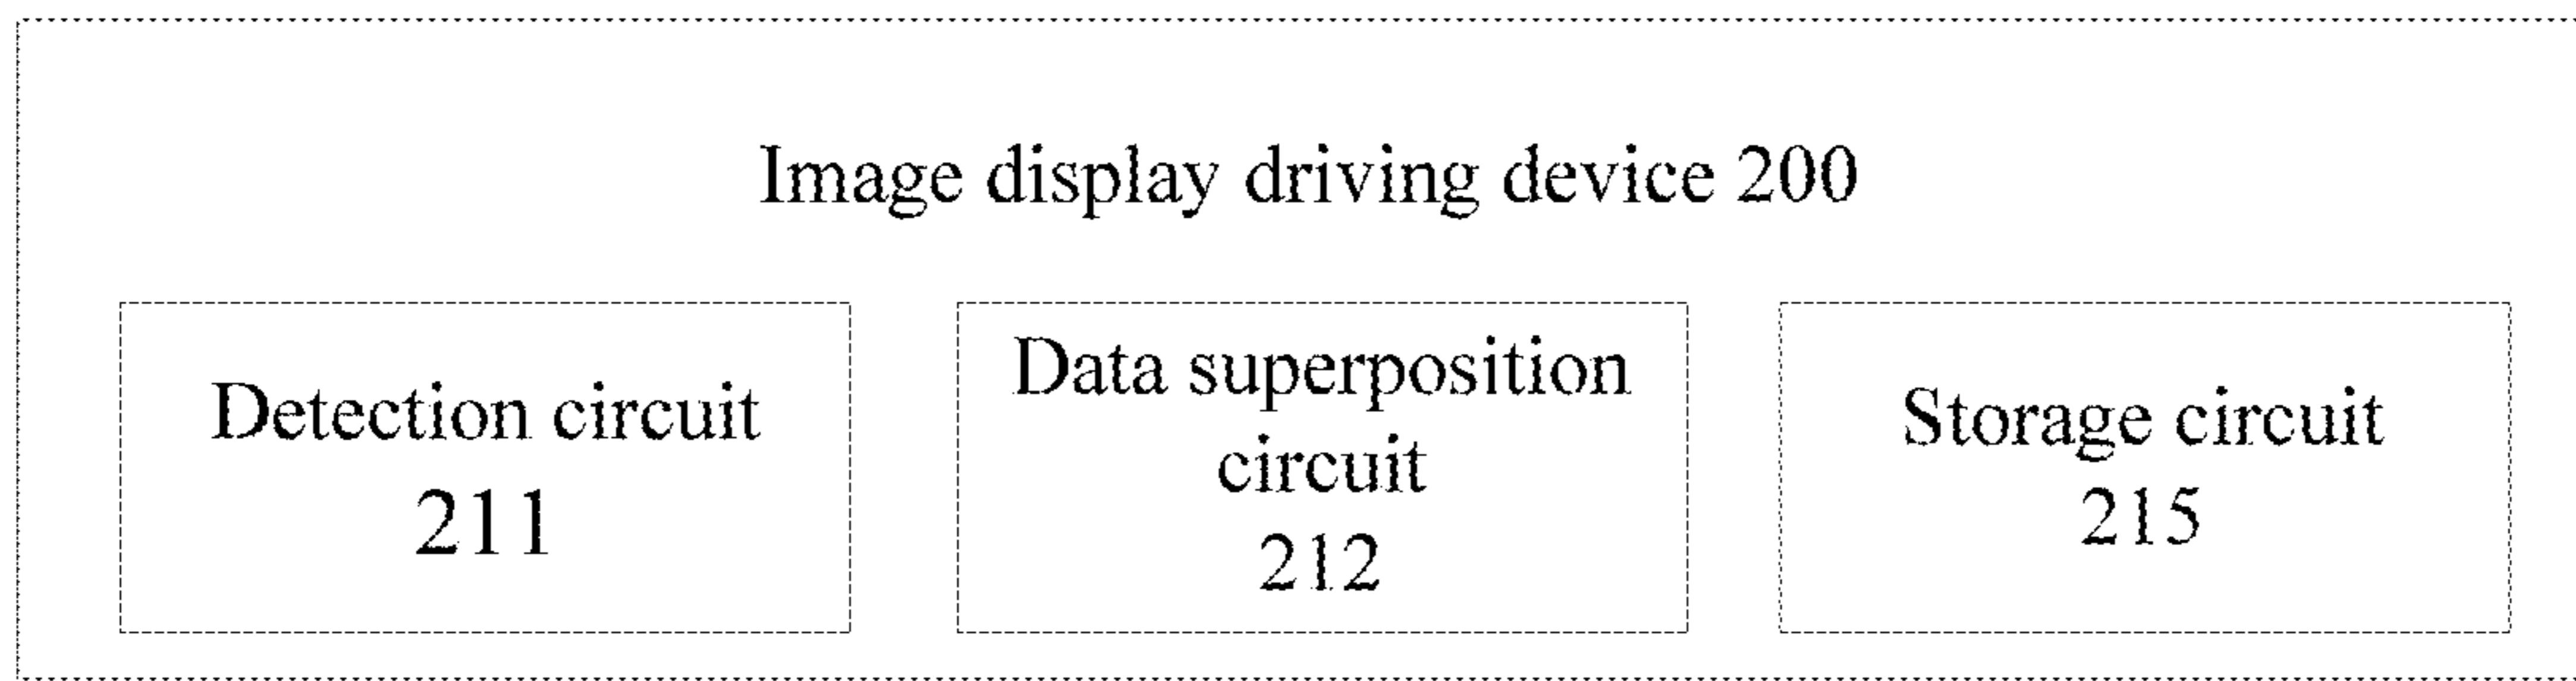 Image display driving device 200
Detection circuit
211
Data superposition
circuit
212
Storage circuit
215